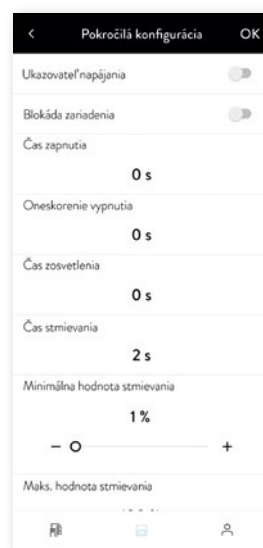 < Pokročilá konfigurácia OK
Ukazovateľ napájania
Blokáda zariadenia
Čas zapnutia
0 s
Oneskorenie vypnutia
0 s
Čas zosvetlenia
0 s
Čas stmievania
2 s
Minimálna hodnota stmievania
1 %
− +
Maks. hodnota stmievania